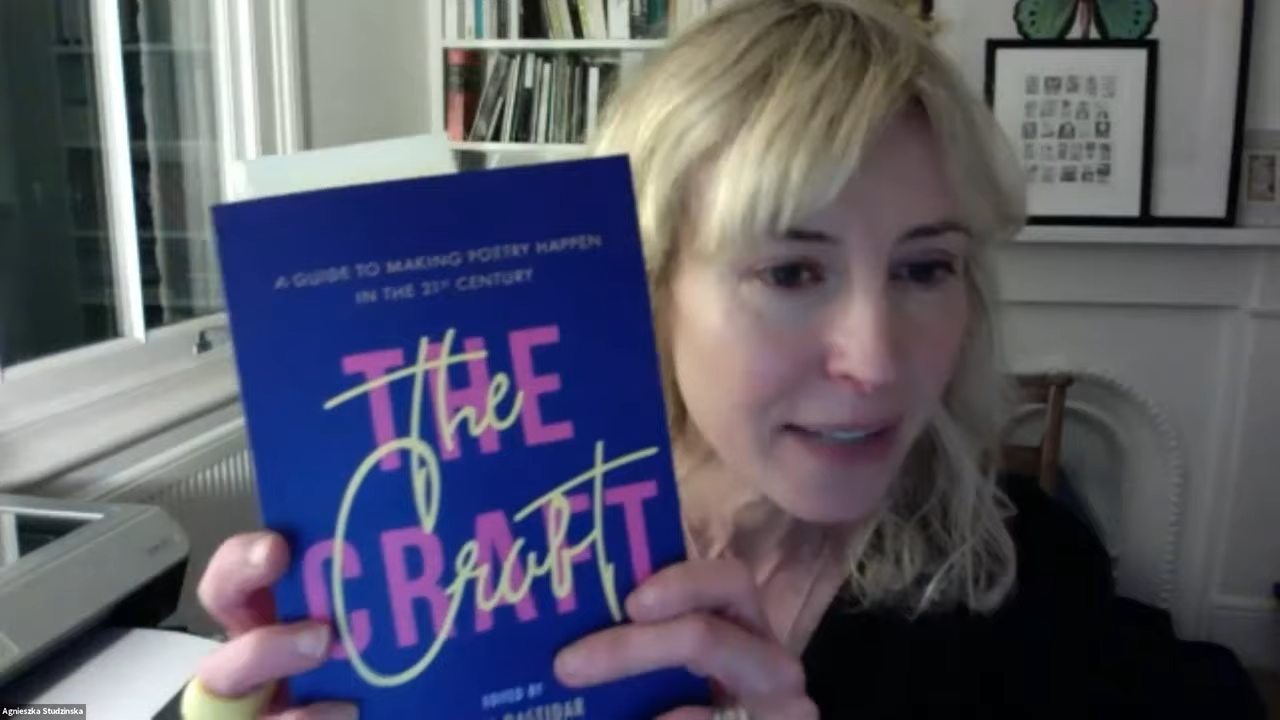 A GUIDE TO MAKING POETRY HAPPEN
IN THE 21ST CENTURY
THE
The
CRAFT
Craft
EDITED BY
Agnieszka Studzinska